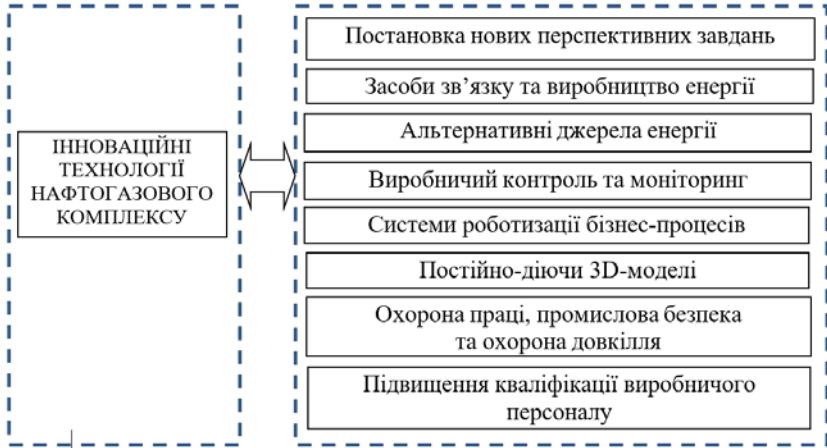 ІННОВАЦІЙНІ
ТЕХНОЛОГІЇ
НАФТОГАЗОВОГО
КОМПЛЕКСУ
Постановка нових перспективних завдань
Засоби зв’язку та виробництво енергії
Альтернативні джерела енергії
Виробничий контроль та моніторинг
Системи роботизації бізнес-процесів
Постійно-діючи 3D-моделі
Охорона праці, промислова безпека
та охорона довкілля
Підвищення кваліфікації виробничого
персоналу